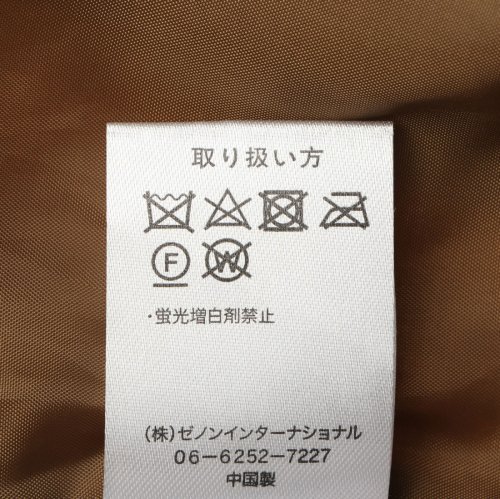 取り扱い方
F W
・蛍光増白剤禁止
(株)ゼノンインターナショナル
06-6252-7227
中国製